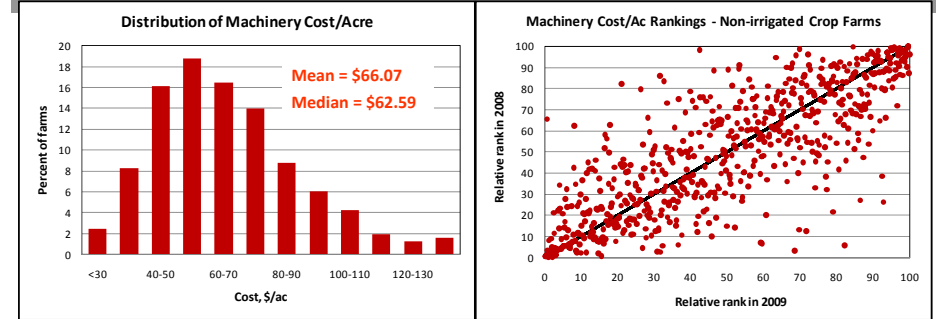 Distribution of Machinery Cost/Acre
20
18
16
14
12
10
8
6
4
2
0
Percent of farms
Mean = $66.07
Median = $62.59
<30 40-50 60-70 80-90 100-110 120-130
Cost, $/ac
Machinery Cost/Ac Rankings - Non-irrigated Crop Farms
100
90
80
70
60
50
40
30
20
10
0
Relative rank in 2008
0 10 20 30 40 50 60 70 80 90 100
Relative rank in 2009